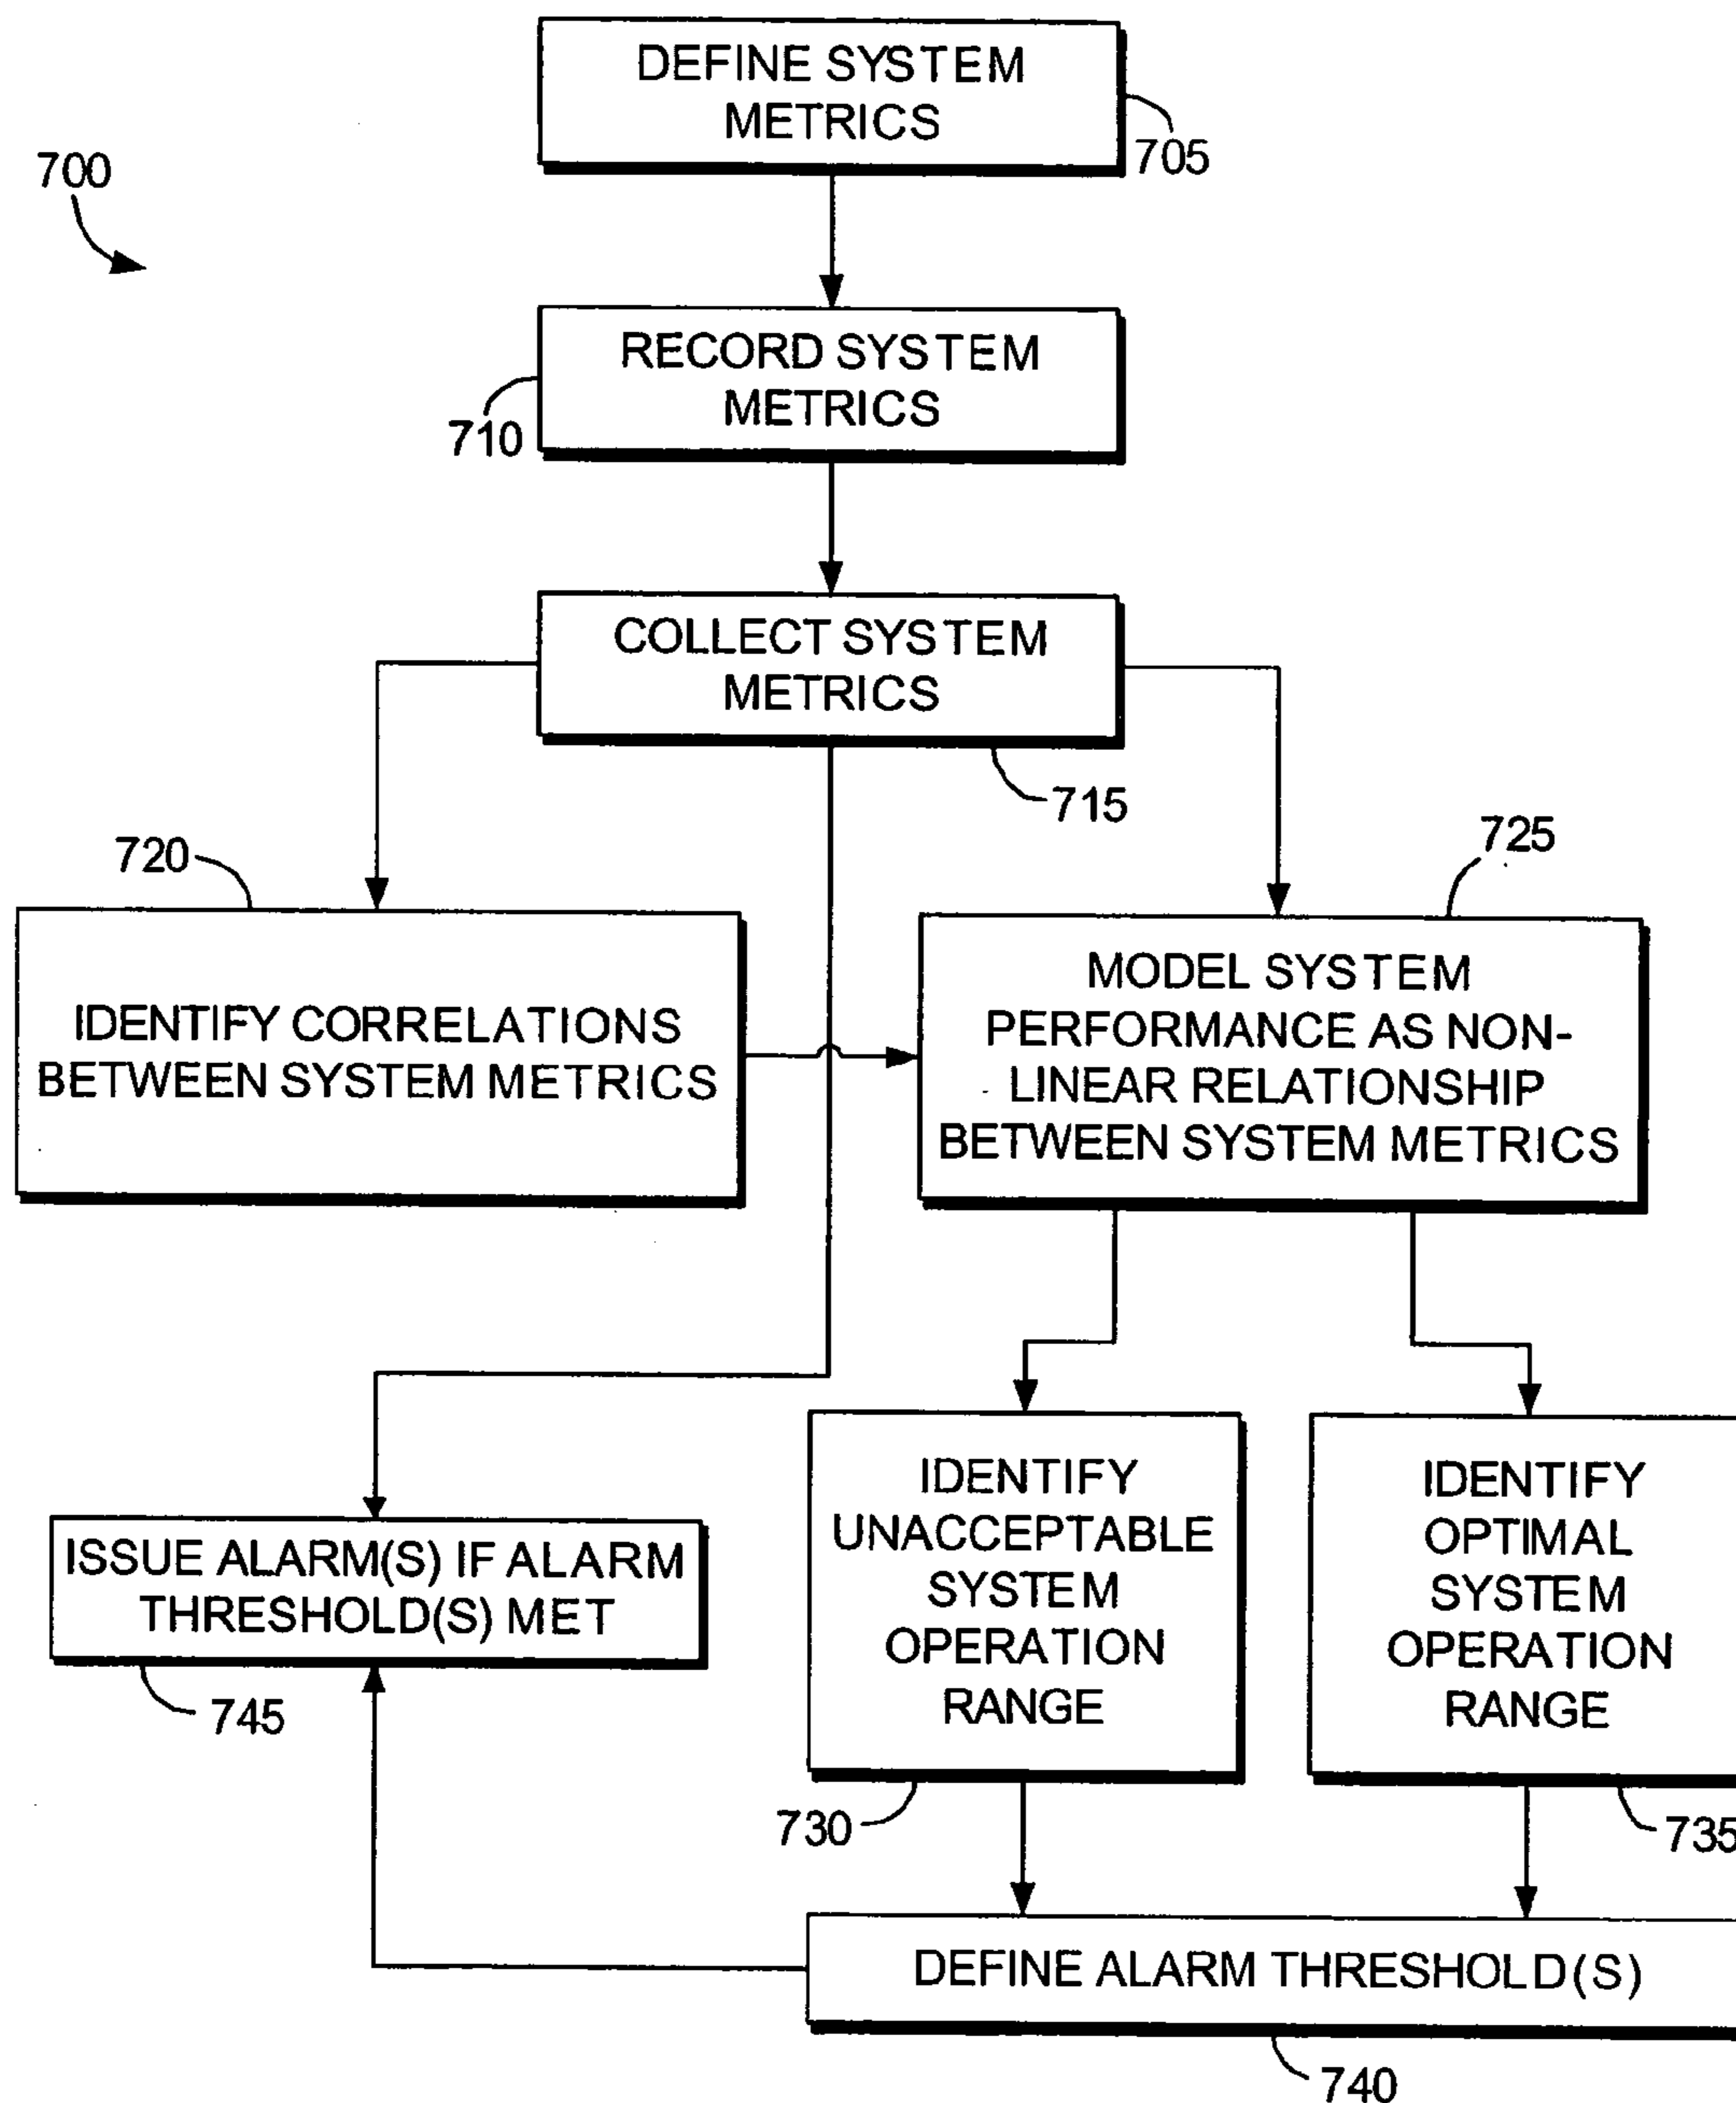 DEFINE SYSTEM
METRICS
705
700
RECORD SYSTEM
METRICS
710
COLLECT SYSTEM
METRICS
715
720
725
IDENTIFY CORRELATIONS
BETWEEN SYSTEM METRICS
MODEL SYSTEM
PERFORMANCE AS NON-
LINEAR RELATIONSHIP
BETWEEN SYSTEM METRICS
ISSUE ALARM(S) IF ALARM
THRESHOLD(S) MET
745
IDENTIFY
UNACCEPTABLE
SYSTEM
OPERATION
RANGE
730
IDENTIFY
OPTIMAL
SYSTEM
OPERATION
RANGE
735
DEFINE ALARM THRESHOLD(S)
740